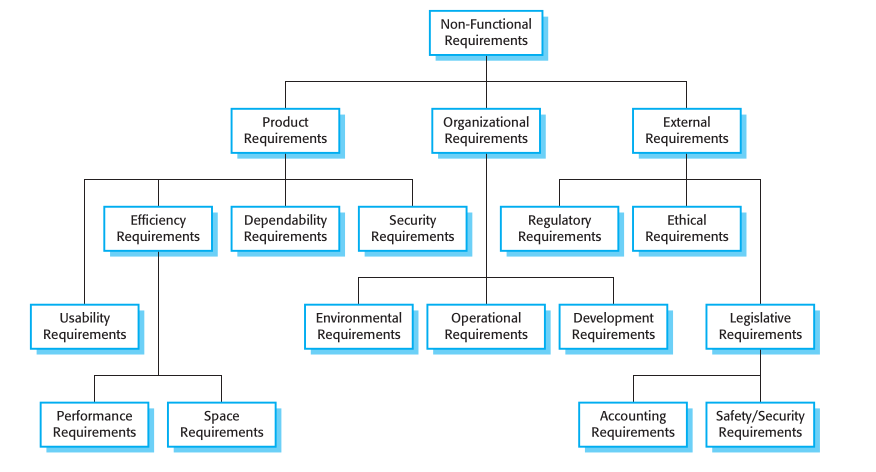 Non-Functional
Requirements
Product
Requirements
Organizational
Requirements
External
Requirements
Efficiency
Requirements
Dependability
Requirements
Security
Requirements
Regulatory
Requirements
Ethical
Requirements
Usability
Requirements
Environmental
Requirements
Operational
Requirements
Development
Requirements
Legislative
Requirements
Performance
Requirements
Space
Requirements
Accounting
Requirements
Safety/Security
Requirements